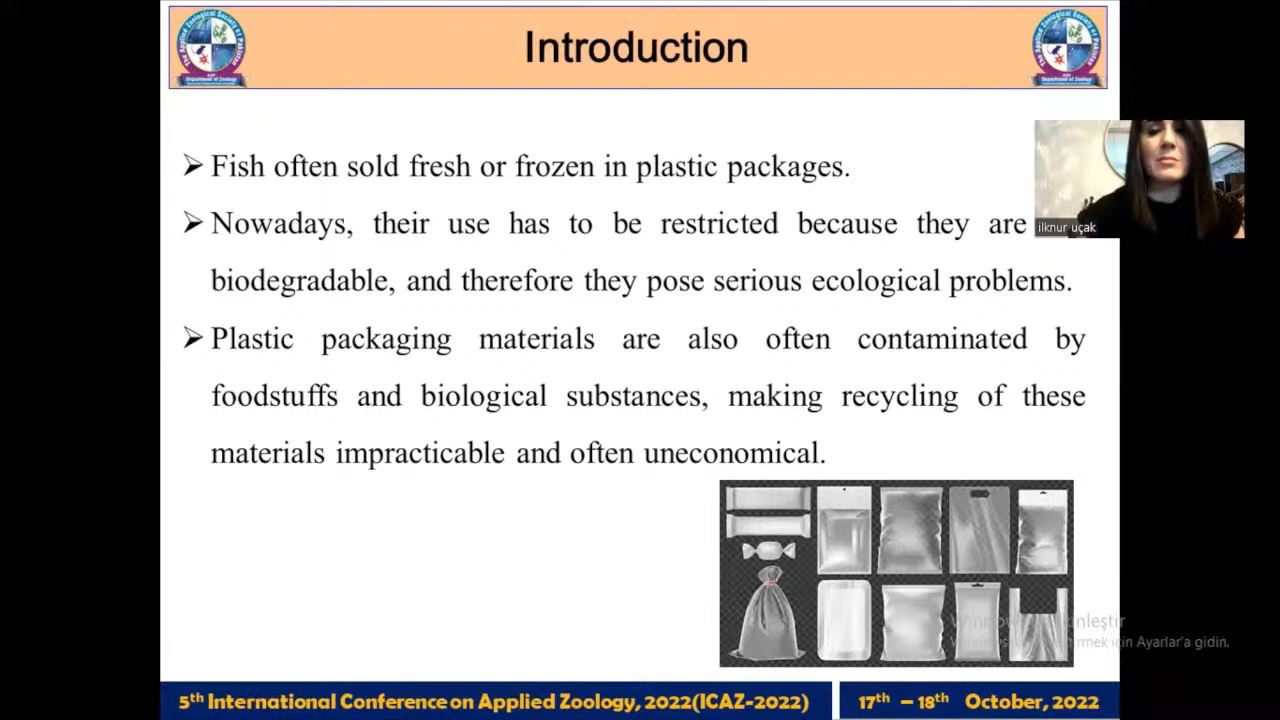 Introduction
➢ Fish often sold fresh or frozen in plastic packages.
➢ Nowadays, their use has to be restricted because they are
biodegradable, and therefore they pose serious ecological problems.
➢ Plastic packaging materials are also often contaminated by
foodstuffs and biological substances, making recycling of these
materials impracticable and often uneconomical.
ilknur uçak
için Ayarlar'a gidin.
5th International Conference on Applied Zoology, 2022(ICAZ-2022)
17th – 18th October, 2022